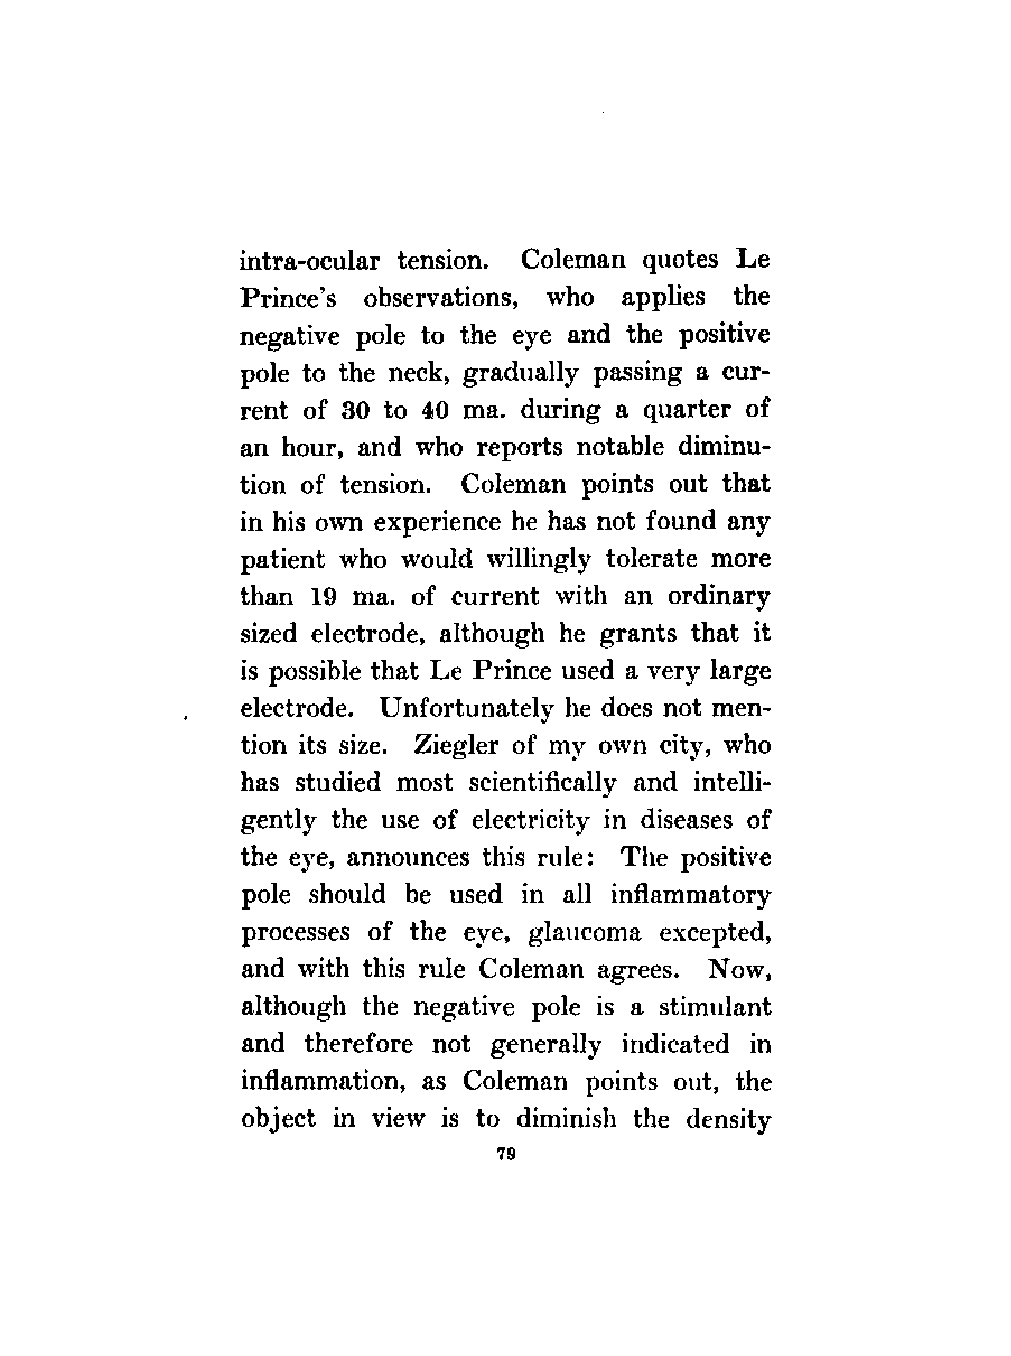 intra-ocular tension. Coleman quotes Le
Prince's observations, who applies the
negative pole to the eye and the positive
pole to the neck, gradually passing a cur-
rent of 30 to 40 ma. during a quarter of
an hour, and who reports notable diminu-
tion of tension. Coleman points out that
in his own experience he has not found any
patient who would willingly tolerate more
than 19 ma. of current with an ordinary
sized electrode, although he grants that it
is possible that Le Prince used a very large
electrode. Unfortunately he does not men-
tion its size. Ziegler of my own city, who
has studied most scientifically and intelli-
gently the use of electricity in diseases of
the eye, announces this rule: The positive
pole should be used in all inflammatory
processes of the eye, glaucoma excepted,
and with this rule Coleman agrees. Now,
although the negative pole is a stimulant
and therefore not generally indicated in
inflammation, as Coleman points out, the
object in view is to diminish the density
79